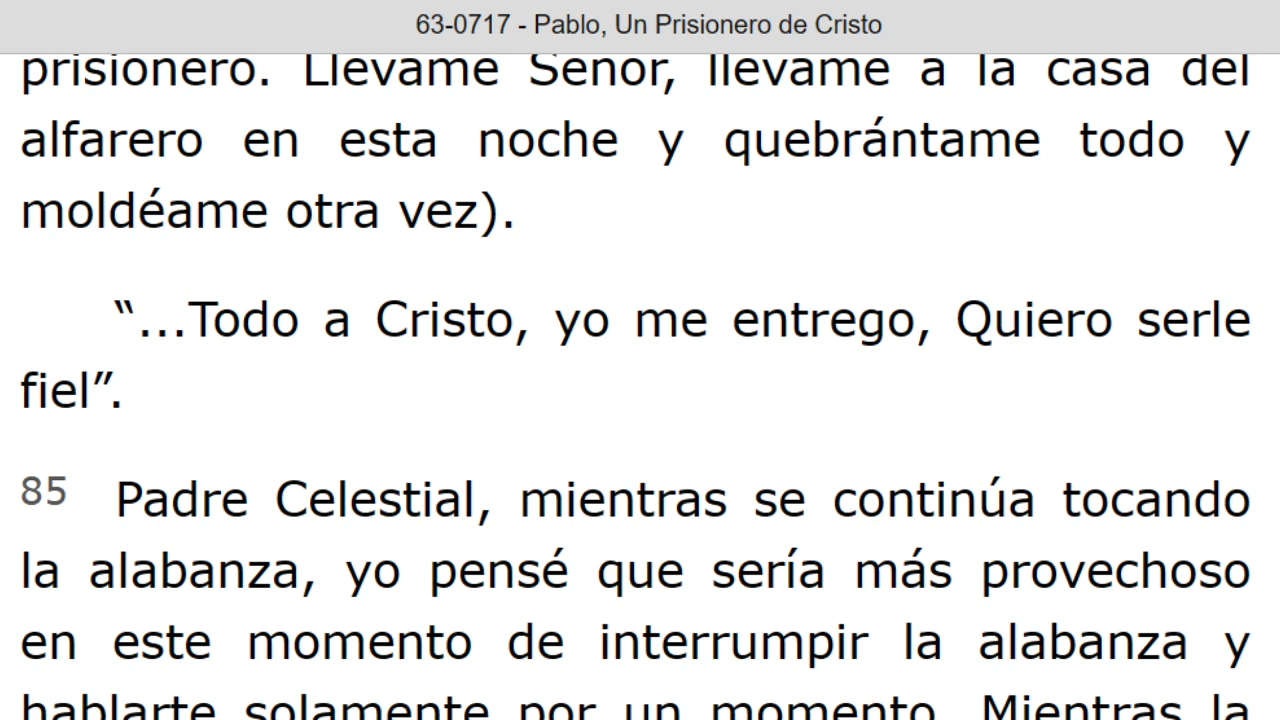 63-0717 - Pablo, Un Prisionero de Cristo
prisionero. Llévame Señor, llévame a la casa del
alfarero en esta noche y quebrántame todo y
moldéame otra vez).
“…Todo a Cristo, yo me entrego, Quiero serle
fiel”.
85 Padre Celestial, mientras se continúa tocando
la alabanza, yo pensé que sería más provechoso
en este momento de interrumpir la alabanza y
hablarte solamente por un momento. Mientras la